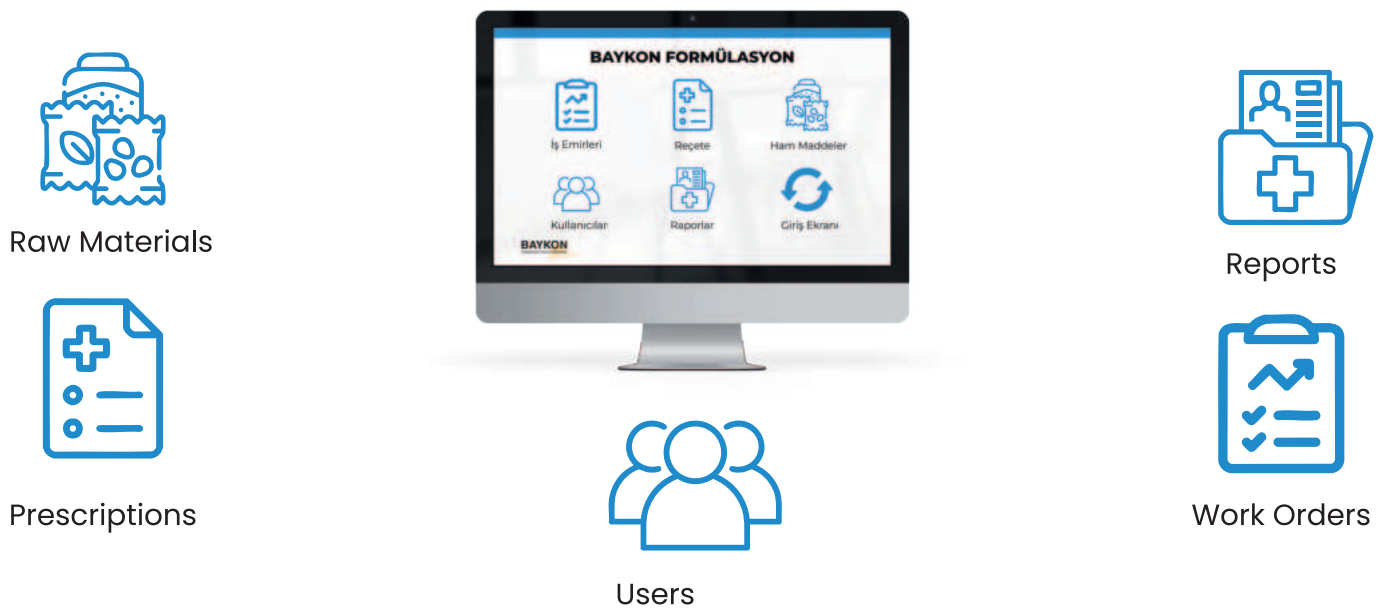 BAYKON FORMÜLASYON
İş Emirleri
Reçete
Ham Maddeler
Kullanıcılar
Raporlar
Giriş Ekranı
BAYKON
Raw Materials
Prescriptions
Users
Reports
Work Orders